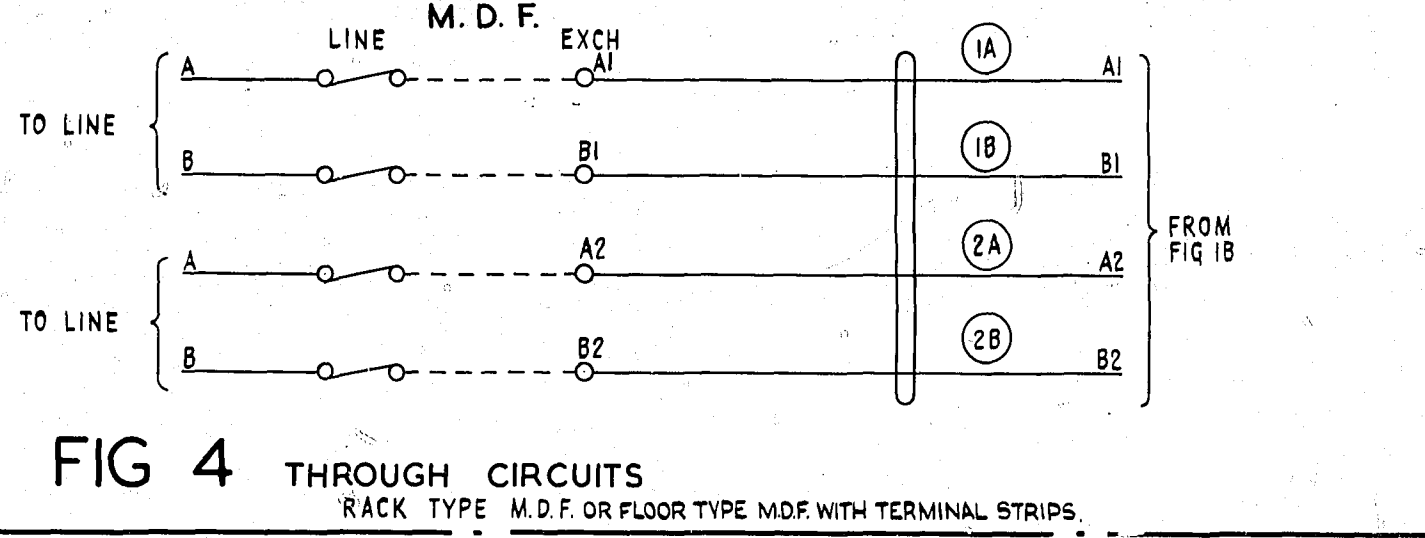 M. D. F.
LINE
EXCH
A
A1
1A
A1
TO LINE
B
B1
1B
B1
A
A2
2A
A2
FROM
FIG 1B
TO LINE
B
B2
2B
B2
FIG 4 THROUGH CIRCUITS
RACK TYPE M.D.F. OR FLOOR TYPE M.D.F. WITH TERMINAL STRIPS.